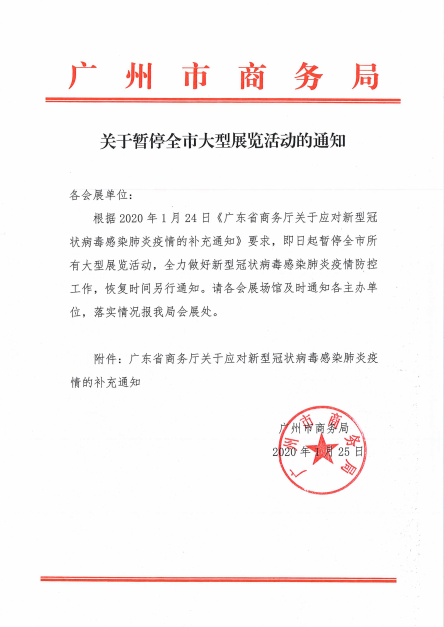 广州市商务局
关于暂停全市大型展览活动的通知
各会展单位：
根据 2020 年 1 月 24 日《广东省商务厅关于应对新型冠
状病毒感染肺炎疫情的补充通知》要求，即日起暂停全市所
有大型展览活动，全力做好新型冠状病毒感染肺炎疫情防控
工作，恢复时间另行通知。请各会展场馆及时通知各主办单
位，落实情况报我局会展处。
附件：广东省商务厅关于应对新型冠状病毒感染肺炎疫
情的补充通知
广州市商务局
2020 年 1 月 25 日
广州市商务局